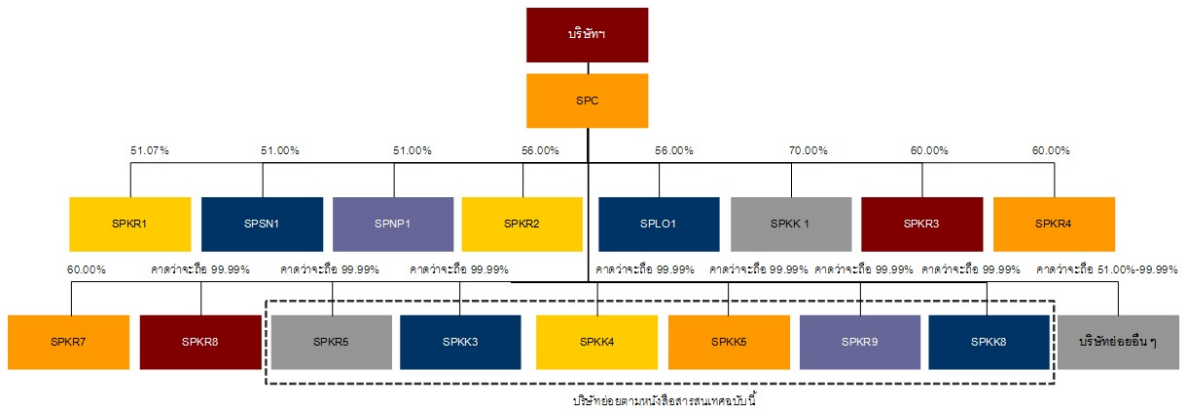 บริษัทฯ
SPC
51.07% 51.00% 51.00% 56.00% 56.00% 70.00% 60.00% 60.00%
SPKR1 SPSN1 SPNP1 SPKR2 SPLO1 SPKK 1 SPKR3 SPKR4
60.00% คาดว่าจะถือ 99.99% คาดว่าจะถือ 99.99% คาดว่าจะถือ 99.99% คาดว่าจะถือ 99.99% คาดว่าจะถือ 99.99% คาดว่าจะถือ 99.99% คาดว่าจะถือ 99.99% คาดว่าจะถือ 51.00%-99.99%
SPKR7 SPKR8 SPKR5 SPKK3 SPKK4 SPKK5 SPKR9 SPKK8 บริษัทย่อยอื่น ๆ
บริษัทย่อยตามหนังสือสารสนเทศฉบับนี้